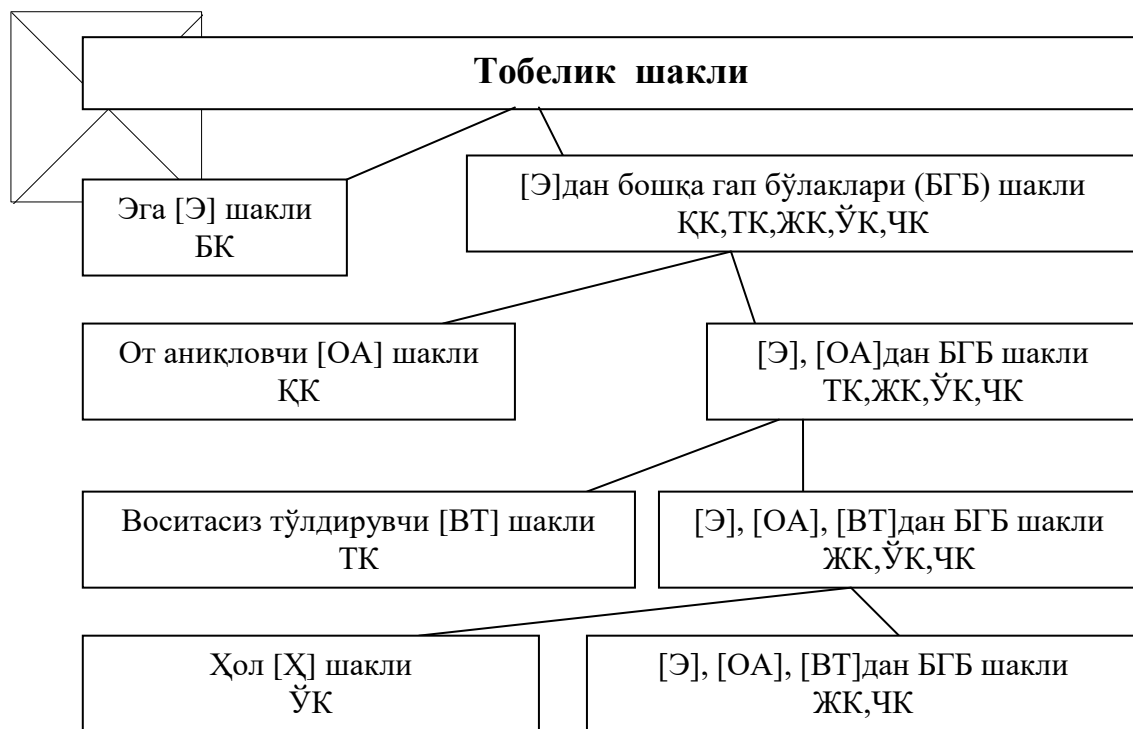 Тобелик шакли
Эга [Э] шакли
БК
[Э]дан бошқа гап бўлаклари (БГБ) шакли
ҚК,ТК,ЖК,ЎК,ЧК
От аниқловчи [ОА] шакли
ҚК
[Э], [ОА]дан БГБ шакли
ТК,ЖК,ЎК,ЧК
Воситасиз тўлдирувчи [ВТ] шакли
ТК
[Э], [ОА], [ВТ]дан БГБ шакли
ЖК,ЎК,ЧК
Ҳол [Ҳ] шакли
ЎК
[Э], [ОА], [ВТ]дан БГБ шакли
ЖК,ЧК